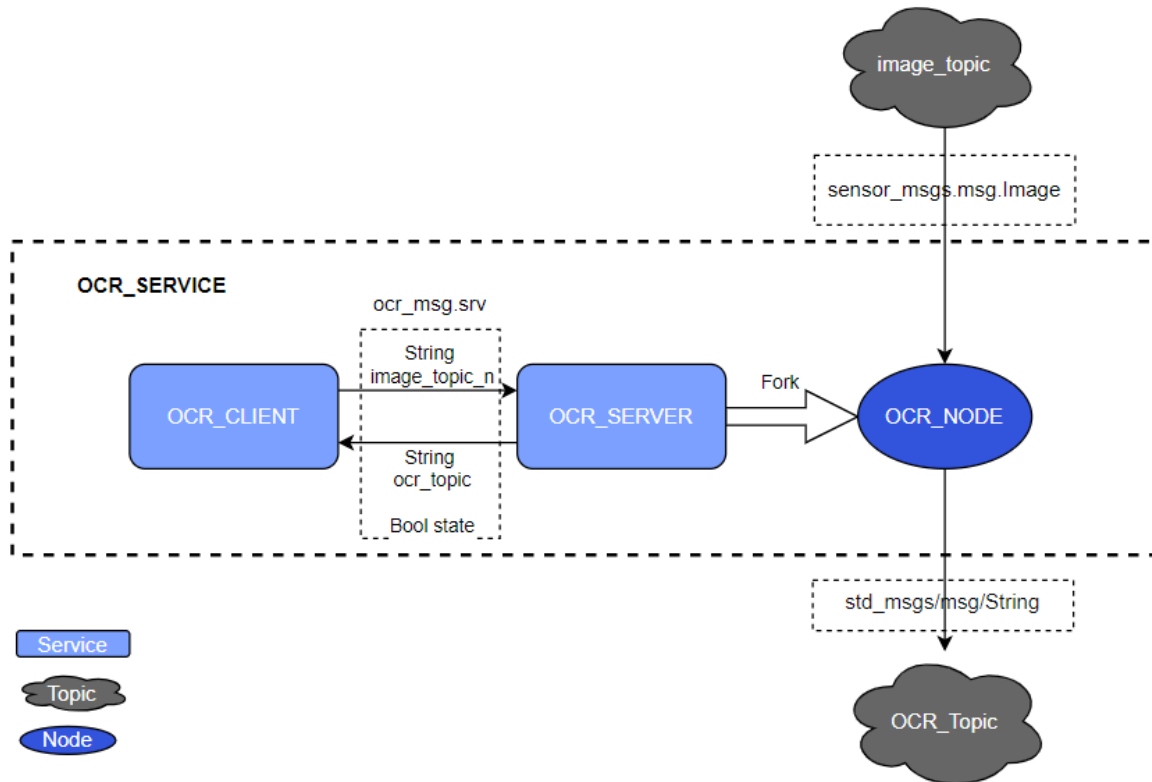 image_topic
sensor_msgs.msg.Image
OCR_SERVICE
ocr_msg.srv
String
image_topic_n
OCR_CLIENT
OCR_SERVER
Fork
OCR_NODE
String
ocr_topic
Bool state
std_msgs/msg/String
OCR_Topic
Service
Topic
Node